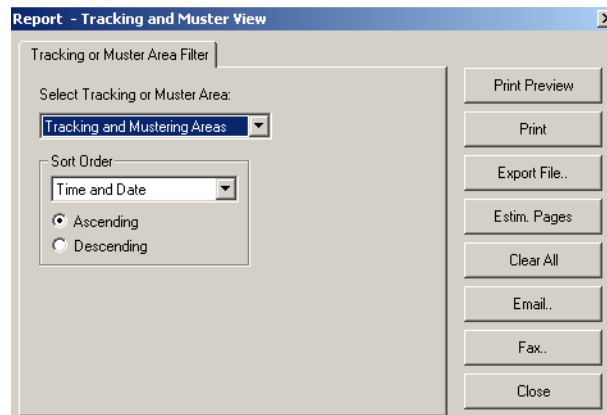 Report - Tracking and Muster View
Tracking or Muster Area Filter
Select Tracking or Muster Area:
Tracking and Mustering Areas
Sort Order
Time and Date
Ascending
Descending
Print Preview
Print
Export File..
Estim. Pages
Clear All
Email..
Fax..
Close